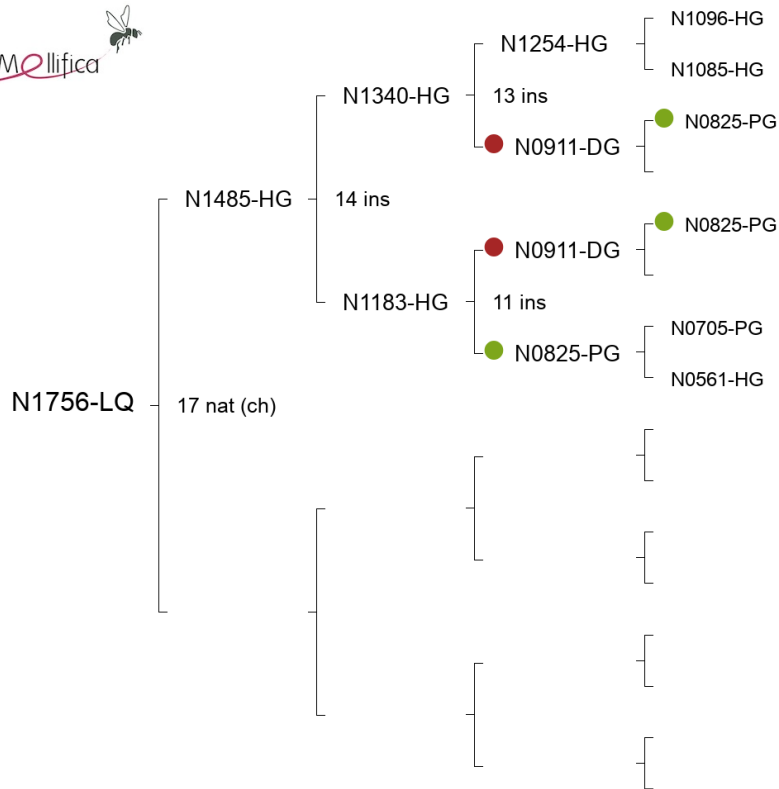 Mellifica
N1096-HG
N1254-HG
N1085-HG
N1340-HG
13 ins
N0825-PG
N0911-DG
N1485-HG
14 ins
N0825-PG
N0911-DG
N1183-HG
11 ins
N0705-PG
N0825-PG
N0561-HG
N1756-LQ
17 nat (ch)